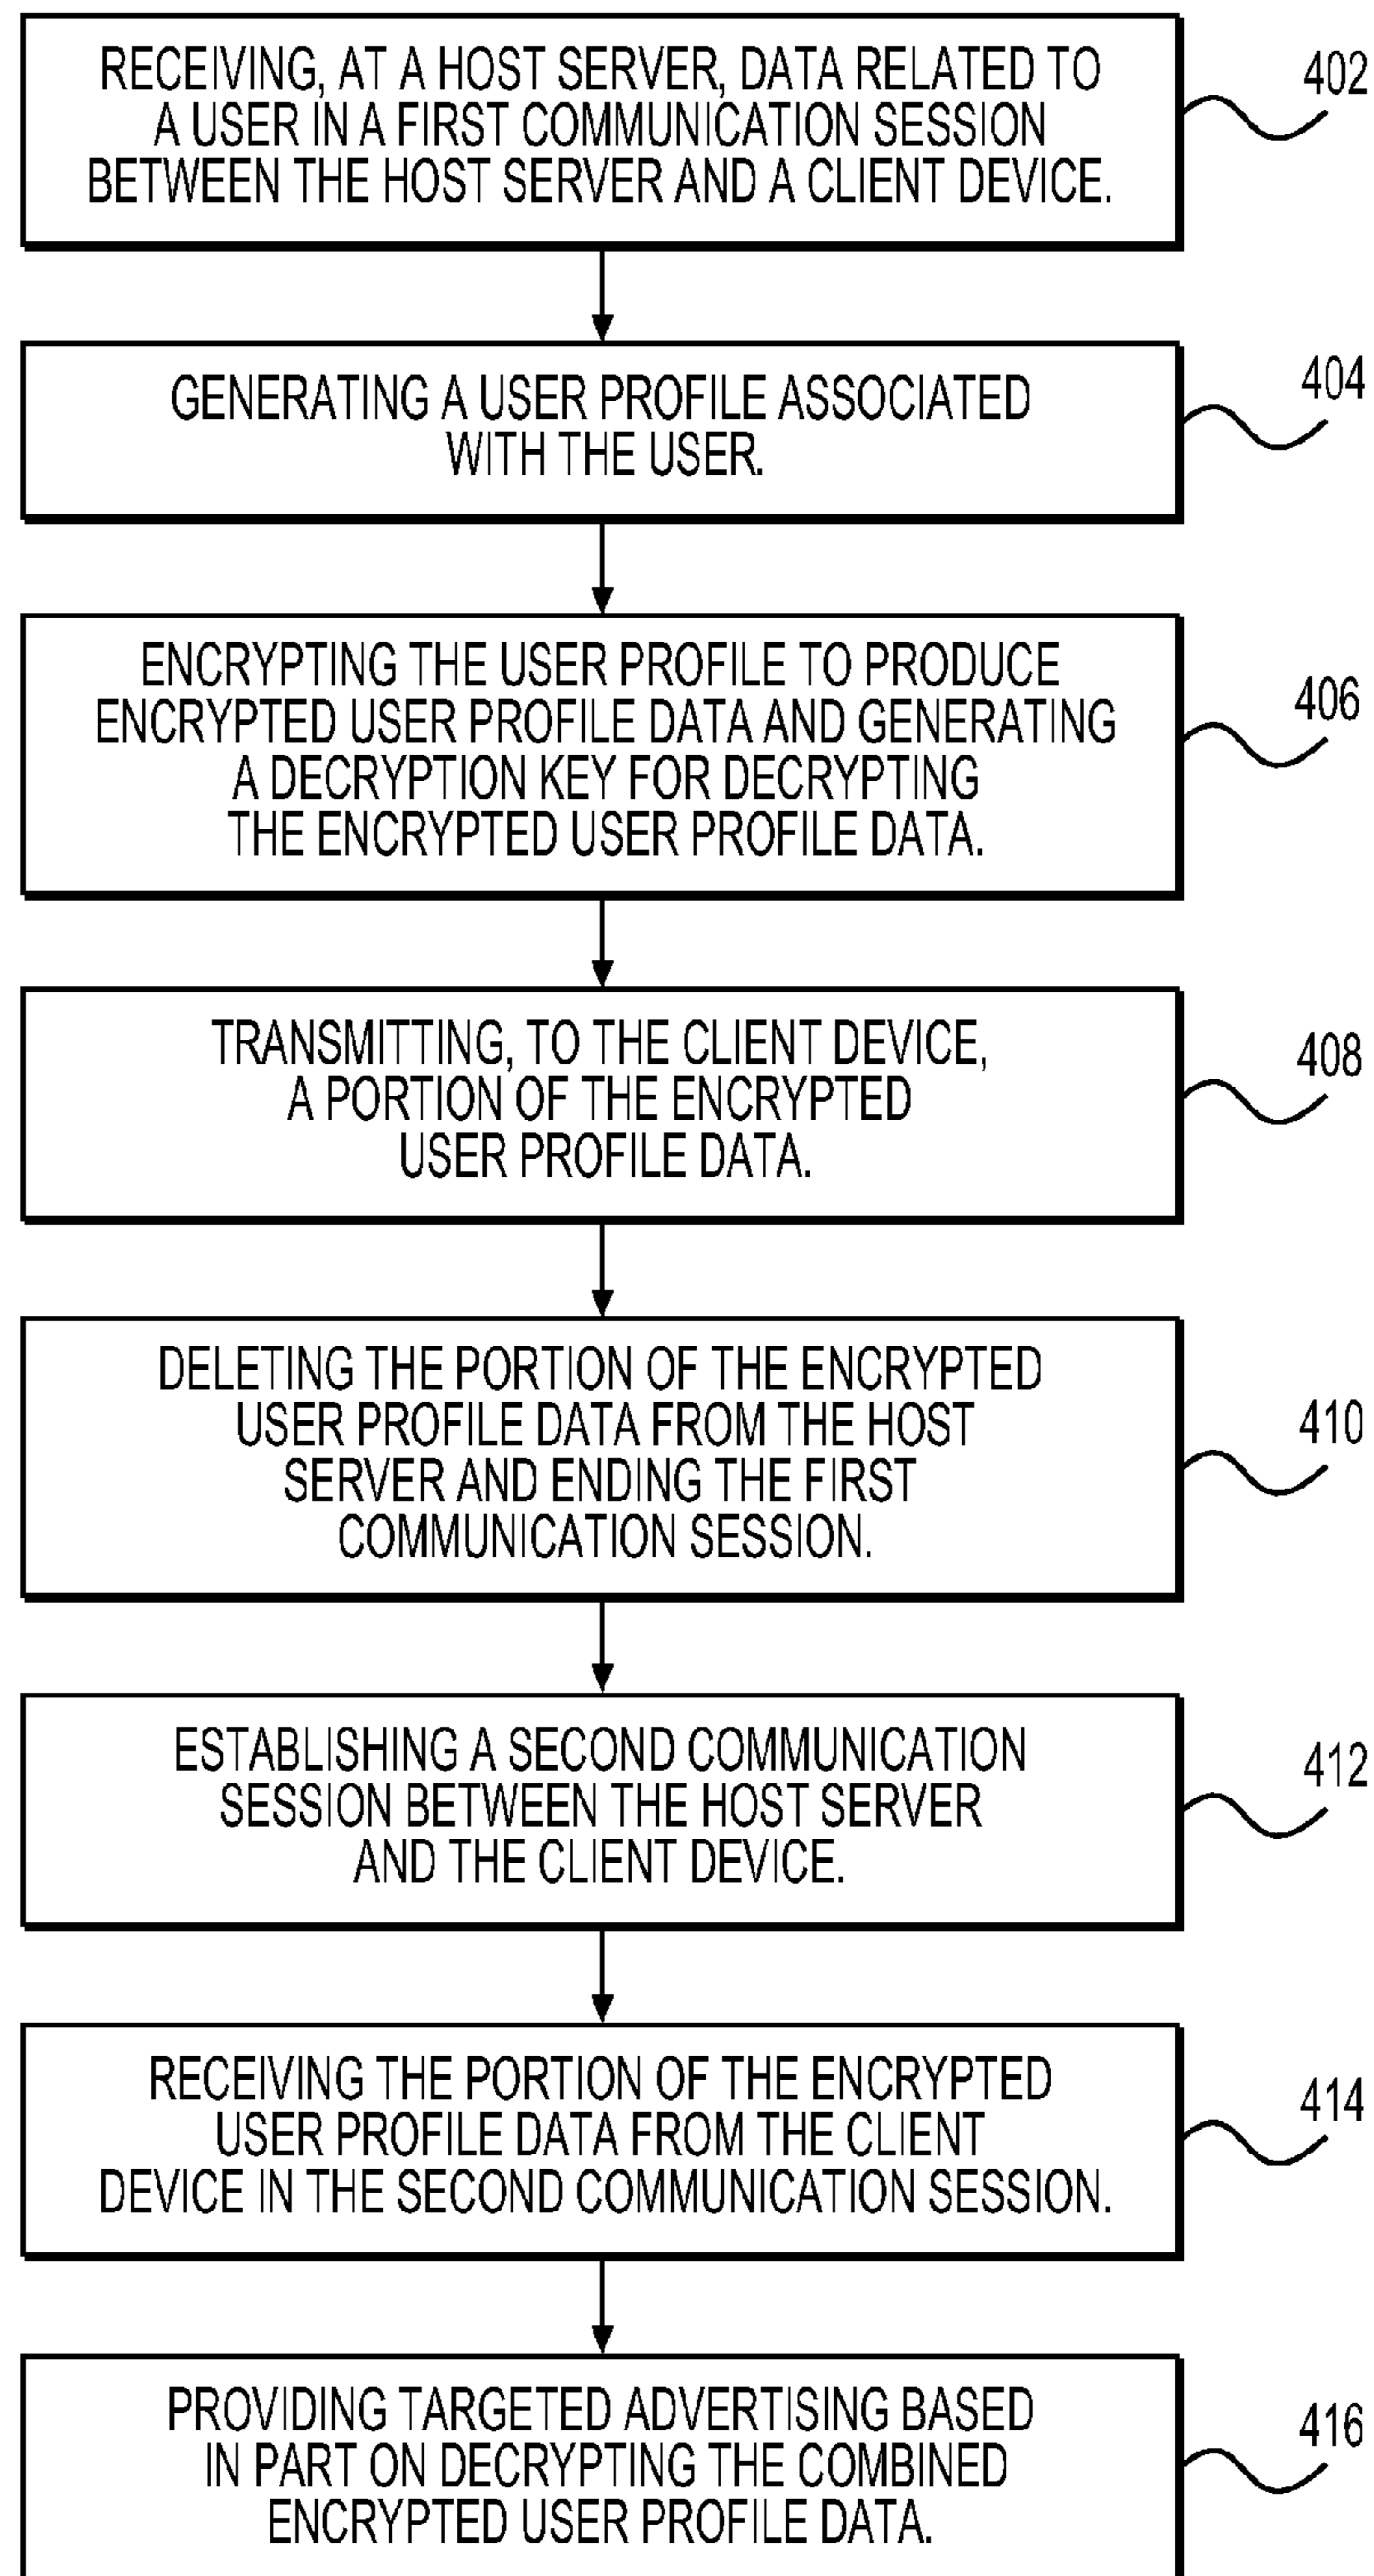 RECEIVING, AT A HOST SERVER, DATA RELATED TO
A USER IN A FIRST COMMUNICATION SESSION
BETWEEN THE HOST SERVER AND A CLIENT DEVICE.
402
GENERATING A USER PROFILE ASSOCIATED
WITH THE USER.
404
ENCRYPTING THE USER PROFILE TO PRODUCE
ENCRYPTED USER PROFILE DATA AND GENERATING
A DECRYPTION KEY FOR DECRYPTING
THE ENCRYPTED USER PROFILE DATA.
406
TRANSMITTING, TO THE CLIENT DEVICE,
A PORTION OF THE ENCRYPTED
USER PROFILE DATA.
408
DELETING THE PORTION OF THE ENCRYPTED
USER PROFILE DATA FROM THE HOST
SERVER AND ENDING THE FIRST
COMMUNICATION SESSION.
410
ESTABLISHING A SECOND COMMUNICATION
SESSION BETWEEN THE HOST SERVER
AND THE CLIENT DEVICE.
412
RECEIVING THE PORTION OF THE ENCRYPTED
USER PROFILE DATA FROM THE CLIENT
DEVICE IN THE SECOND COMMUNICATION SESSION.
414
PROVIDING TARGETED ADVERTISING BASED
IN PART ON DECRYPTING THE COMBINED
ENCRYPTED USER PROFILE DATA.
416